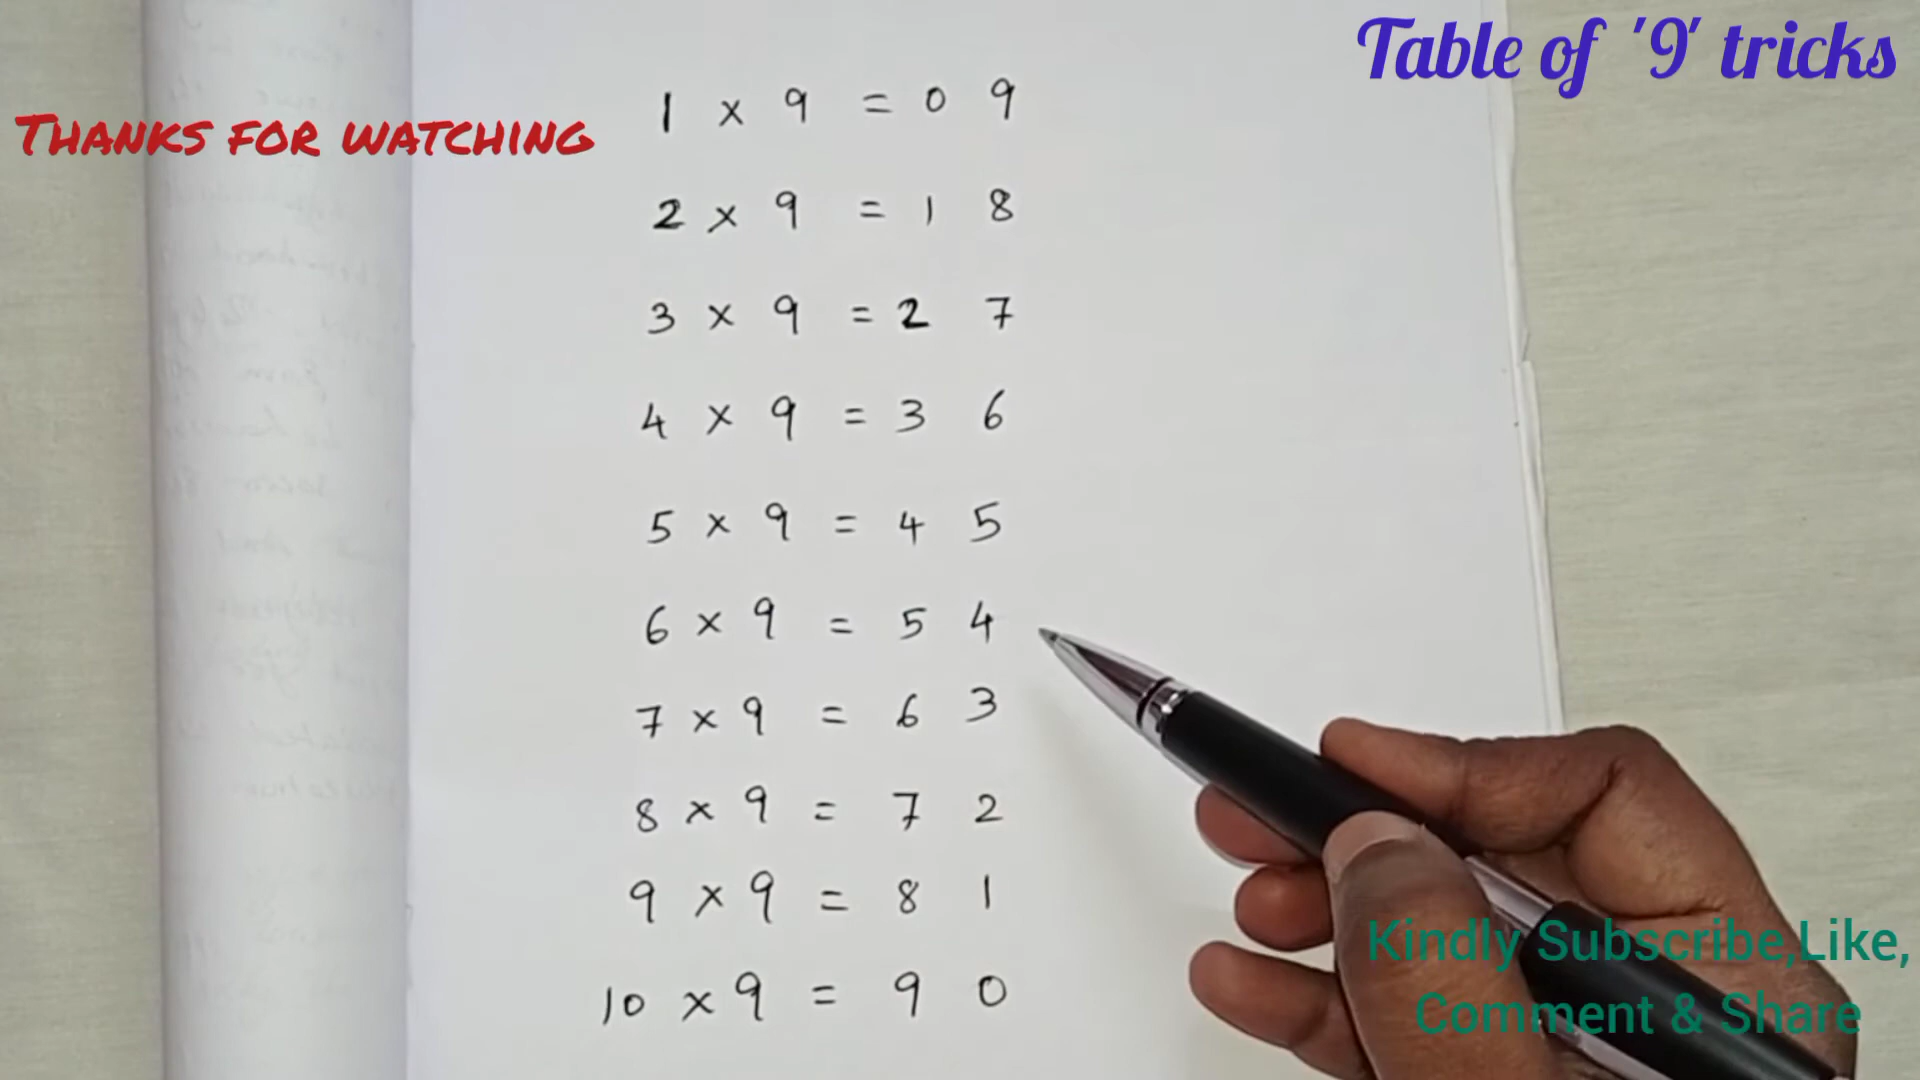 Table of '9' tricks
Thanks for watching
1 x 9 = 0 9
2 x 9 = 1 8
3 x 9 = 2 7
4 x 9 = 3 6
5 x 9 = 4 5
6 x 9 = 5 4
7 x 9 = 6 3
8 x 9 = 7 2
9 x 9 = 8 1
10 x 9 = 9 0
Kindly Subscribe,Like,
Comment & Share